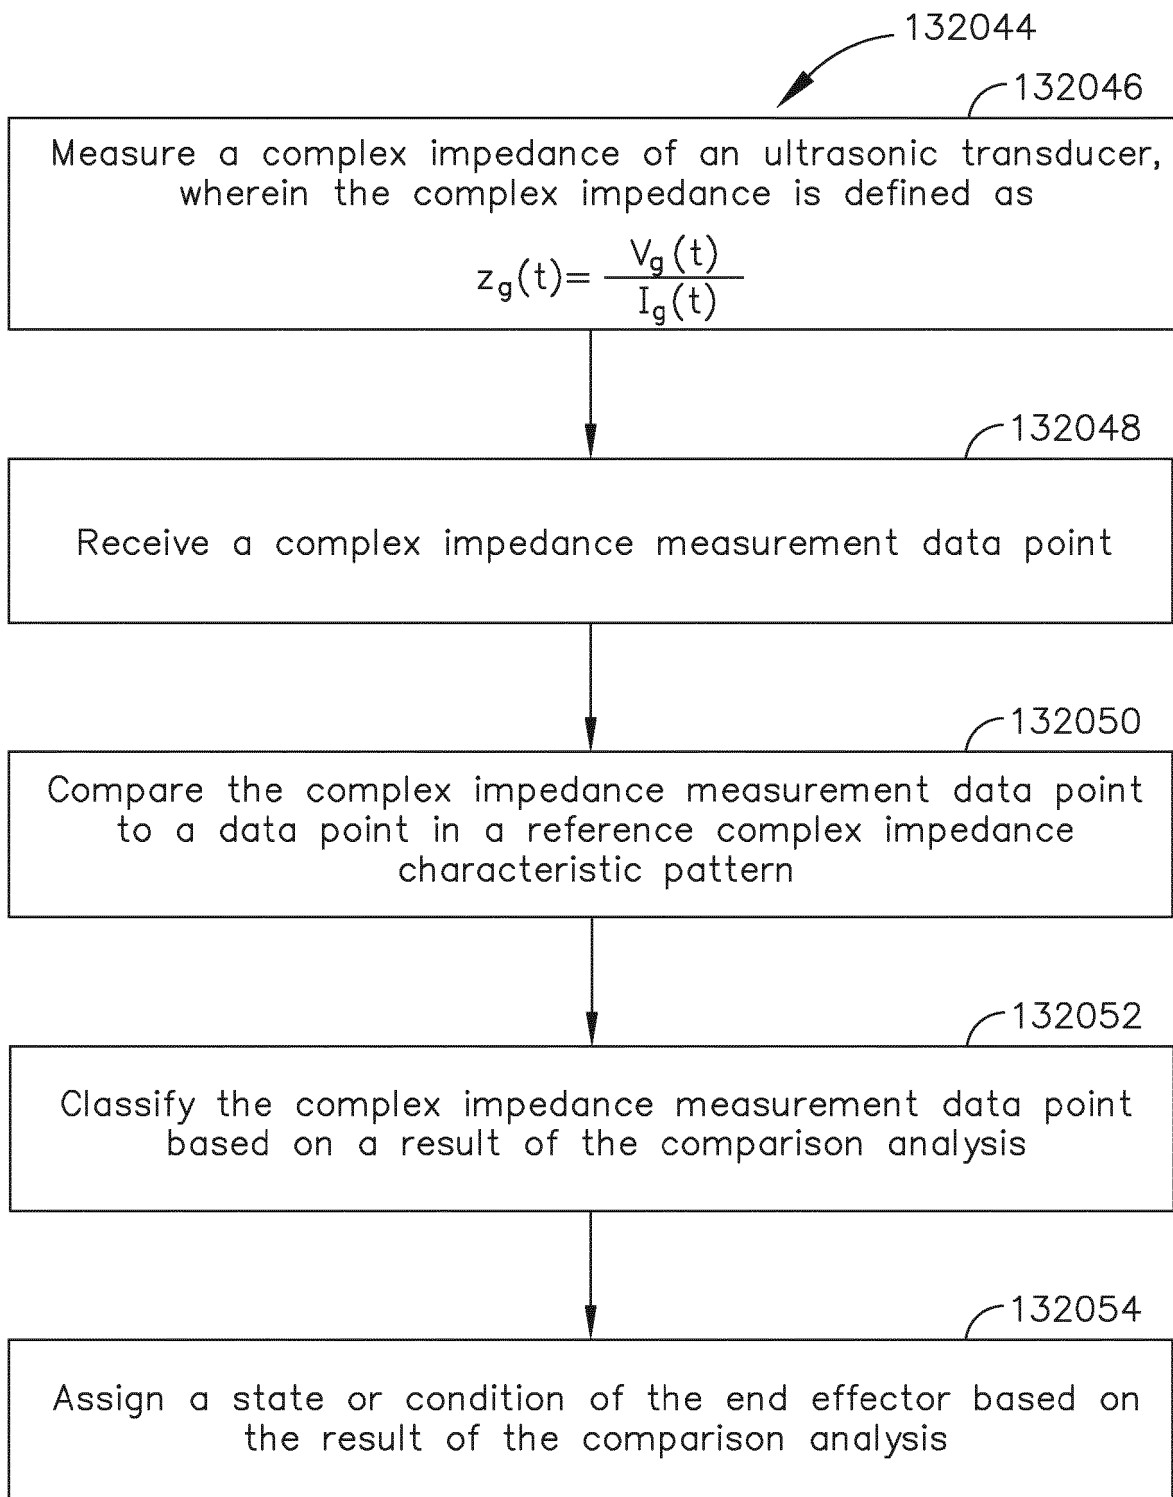 132044
132046
Measure a complex impedance of an ultrasonic transducer,
wherein the complex impedance is defined as
z_g(t)= V_g(t) / I_g(t)
132048
Receive a complex impedance measurement data point
132050
Compare the complex impedance measurement data point
to a data point in a reference complex impedance
characteristic pattern
132052
Classify the complex impedance measurement data point
based on a result of the comparison analysis
132054
Assign a state or condition of the end effector based on
the result of the comparison analysis